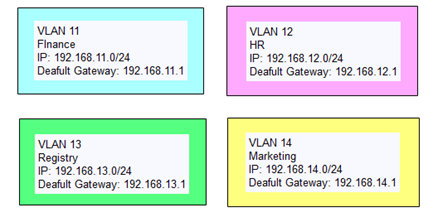 VLAN 11
FInance
IP: 192.168.11.0/24
Deafult Gateway: 192.168.11.1
VLAN 12
HR
IP: 192.168.12.0/24
Deafult Gateway: 192.168.12.1
VLAN 13
Registry
IP: 192.168.13.0/24
Deafult Gateway: 192.168.13.1
VLAN 14
Marketing
IP: 192.168.14.0/24
Deafult Gateway: 192.168.14.1